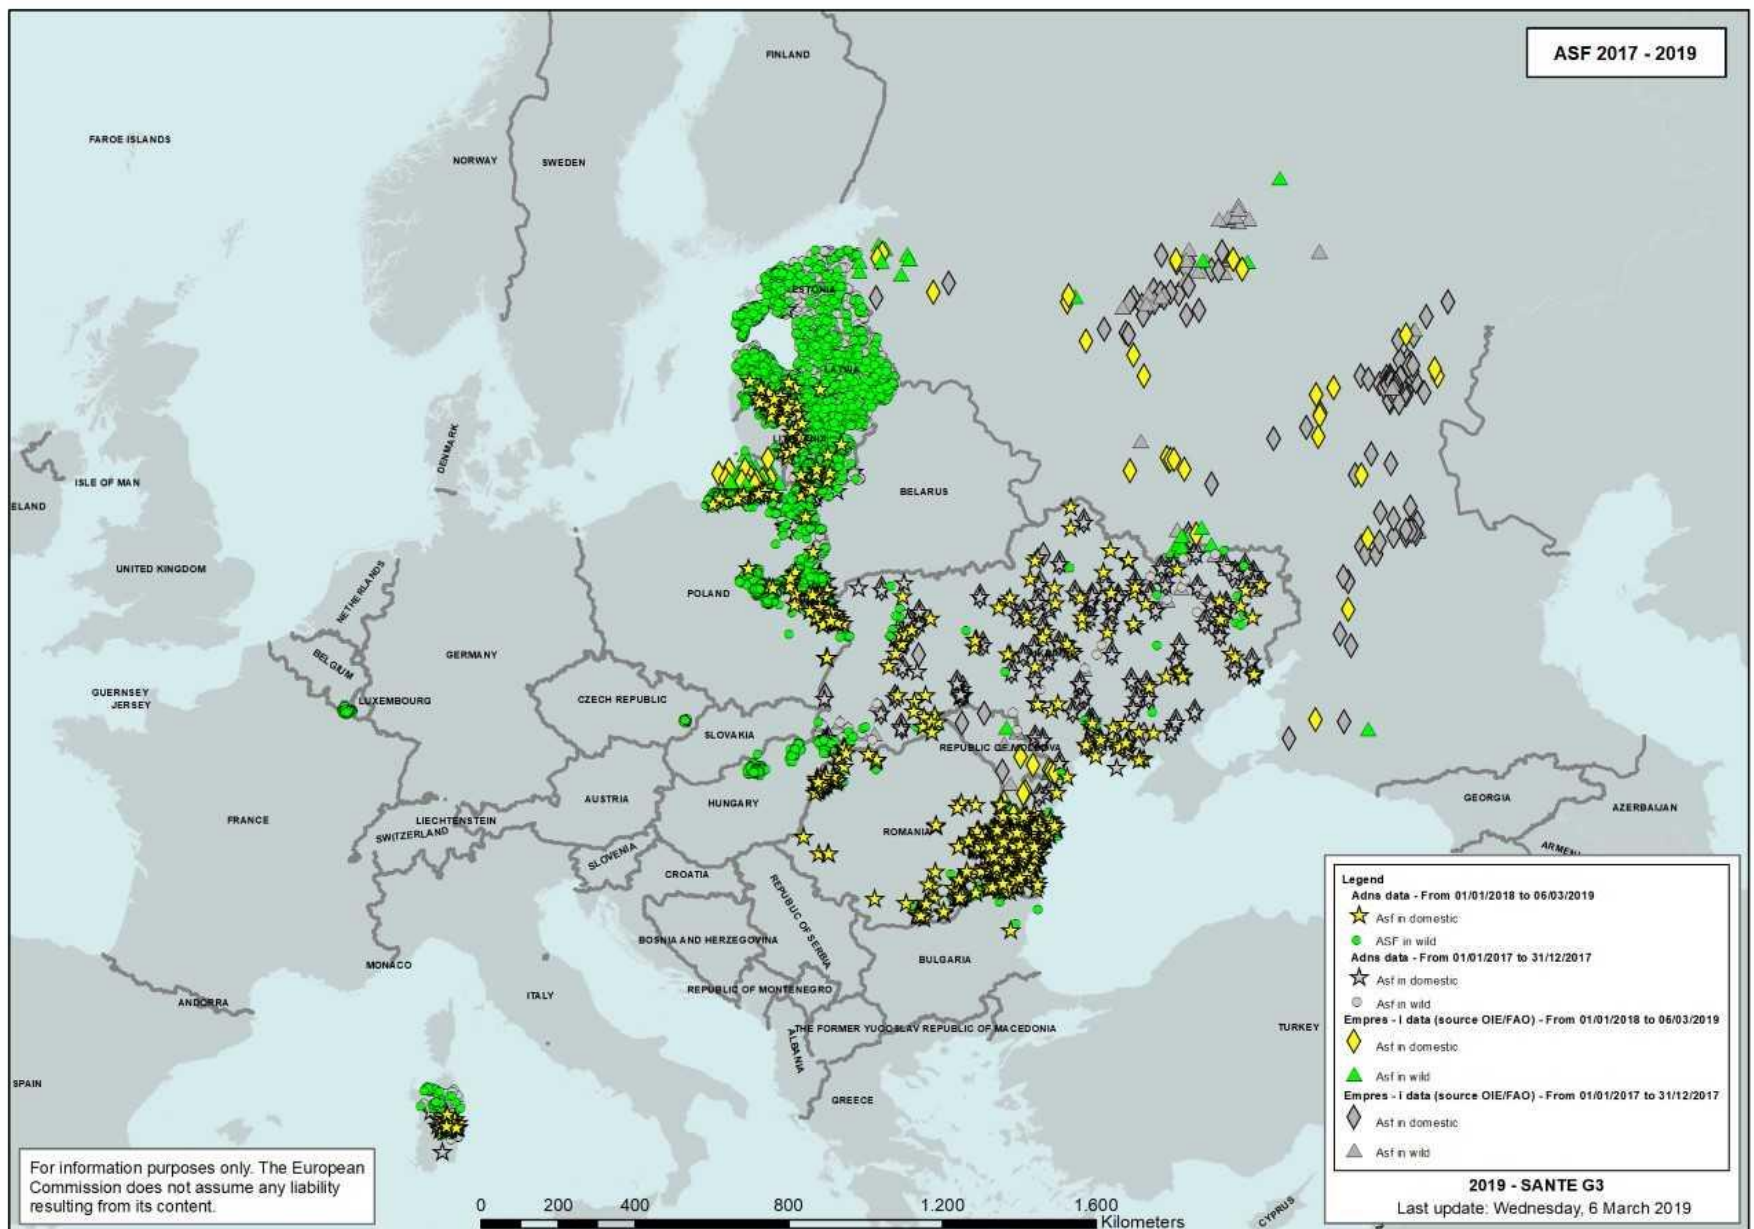 ASF 2017 - 2019
FINLAND
FAROE ISLANDS
NORWAY
SWEDEN
ESTONIA
LATVIA
DENMARK
ISLE OF MAN
BELARUS
ELAND
UNITED KINGDOM
NETHERLANDS
POLAND
BELGIUM
GERMANY
GUERNSEY
JERSEY
LUXEMBOURG
CZECH REPUBLIC
SLOVAKIA
REPUBLIC OF MOLDOVA
AUSTRIA
HUNGARY
GEORGIA
AZERBAIJAN
FRANCE
LIECHTENSTEIN
SWITZERLAND
ROMANIA
SLOVENIA
CROATIA
REPUBLIC OF SERBIA
BOSNIA AND HERZEGOVINA
BULGARIA
MONACO
REPUBLIC OF MONTENEGRO
ANDORRA
ITALY
THE FORMER YUGOSLAV REPUBLIC OF MACEDONIA
ALBANIA
TURKEY
SPAIN
GREECE
CYPRUS
Legend
Adns data - From 01/01/2018 to 06/03/2019
Asf in domestic
ASF in wild
Adns data - From 01/01/2017 to 31/12/2017
Asf in domestic
Asf in wild
Empres - i data (source OIE/FAO) - From 01/01/2018 to 06/03/2019
Asf in domestic
Asf in wild
Empres - i data (source OIE/FAO) - From 01/01/2017 to 31/12/2017
Asf in domestic
Asf in wild
2019 - SANTE G3
Last update: Wednesday, 6 March 2019
For information purposes only. The European
Commission does not assume any liability
resulting from its content.
0 200 400 800 1.200 1.600
Kilometers